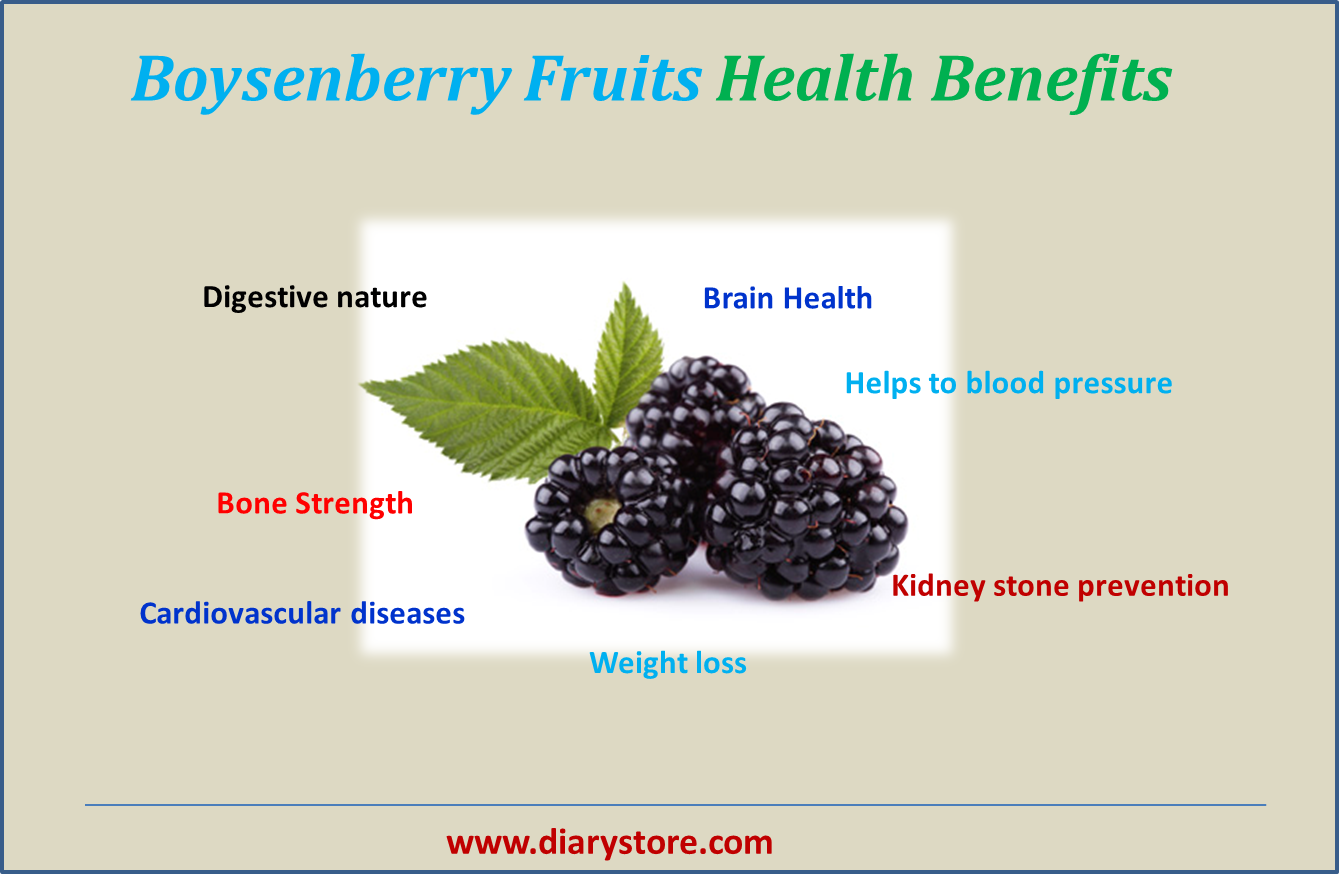 Boysenberry Fruits Health Benefits
Digestive nature
Brain Health
Helps to blood pressure
Bone Strength
Kidney stone prevention
Cardiovascular diseases
Weight loss
www.diarystore.com